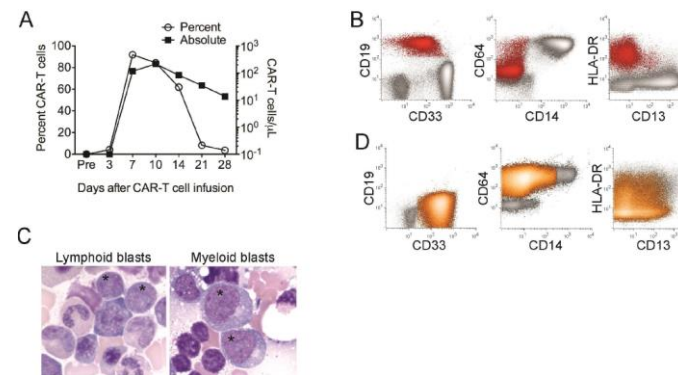 A
Percent
Absolute
Percent CAR-T cells
100
80
60
40
20
0
10³
10²
10¹
10⁰
10⁻¹
CAR-T cells/μL
Pre 3 7 10 14 21 28
Days after CAR-T cell infusion
B
CD19
CD33
CD64
CD14
HLA-DR
CD13
D
CD19
CD33
CD64
CD14
HLA-DR
CD13
C
Lymphoid blasts
Myeloid blasts
* * *
*